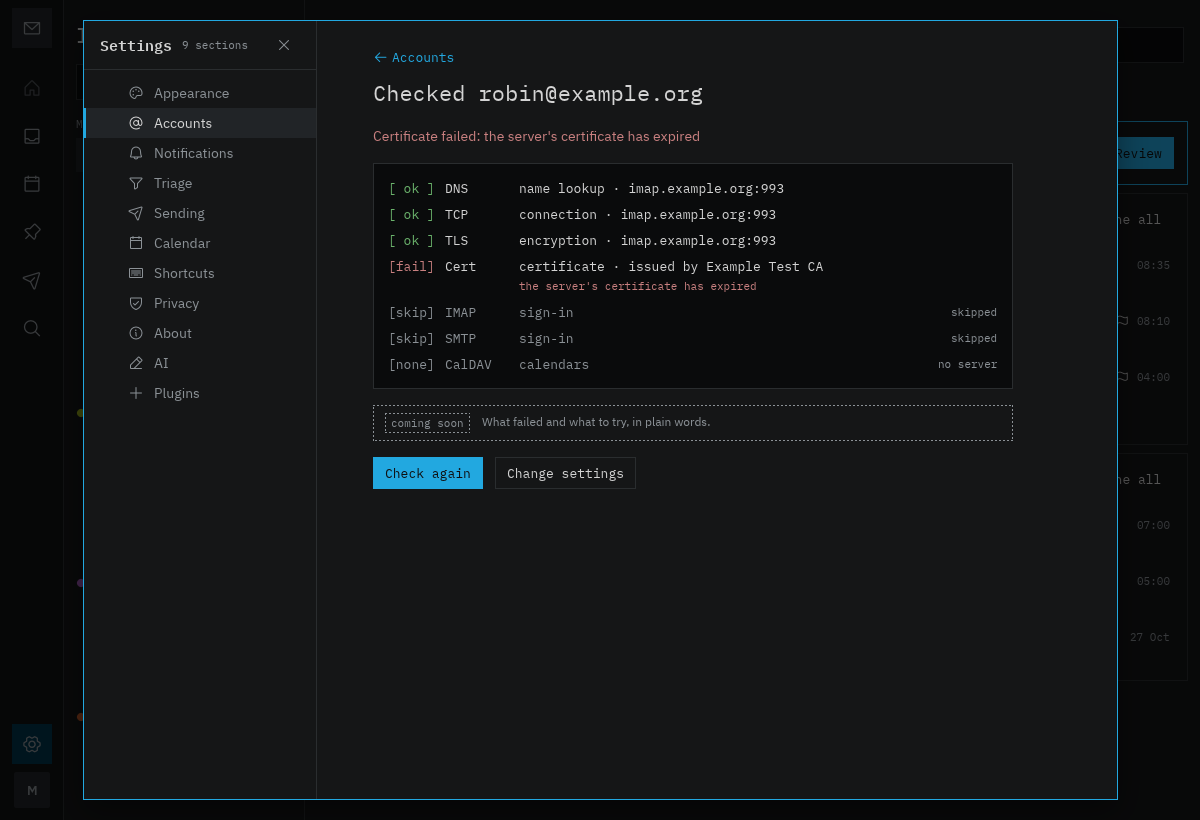 Settings 9 sections
Appearance
Accounts
Notifications
Triage
Sending
Calendar
Shortcuts
Privacy
About
AI
Plugins
M
← Accounts
Checked robin@example.org
Certificate failed: the server's certificate has expired
[ ok ] DNS name lookup · imap.example.org:993
[ ok ] TCP connection · imap.example.org:993
[ ok ] TLS encryption · imap.example.org:993
[fail] Cert certificate · issued by Example Test CA
the server's certificate has expired
[skip] IMAP sign-in skipped
[skip] SMTP sign-in skipped
[none] CalDAV calendars no server
coming soon What failed and what to try, in plain words.
Check again Change settings
Review
all
08:35
08:10
04:00
all
07:00
05:00
27 Oct